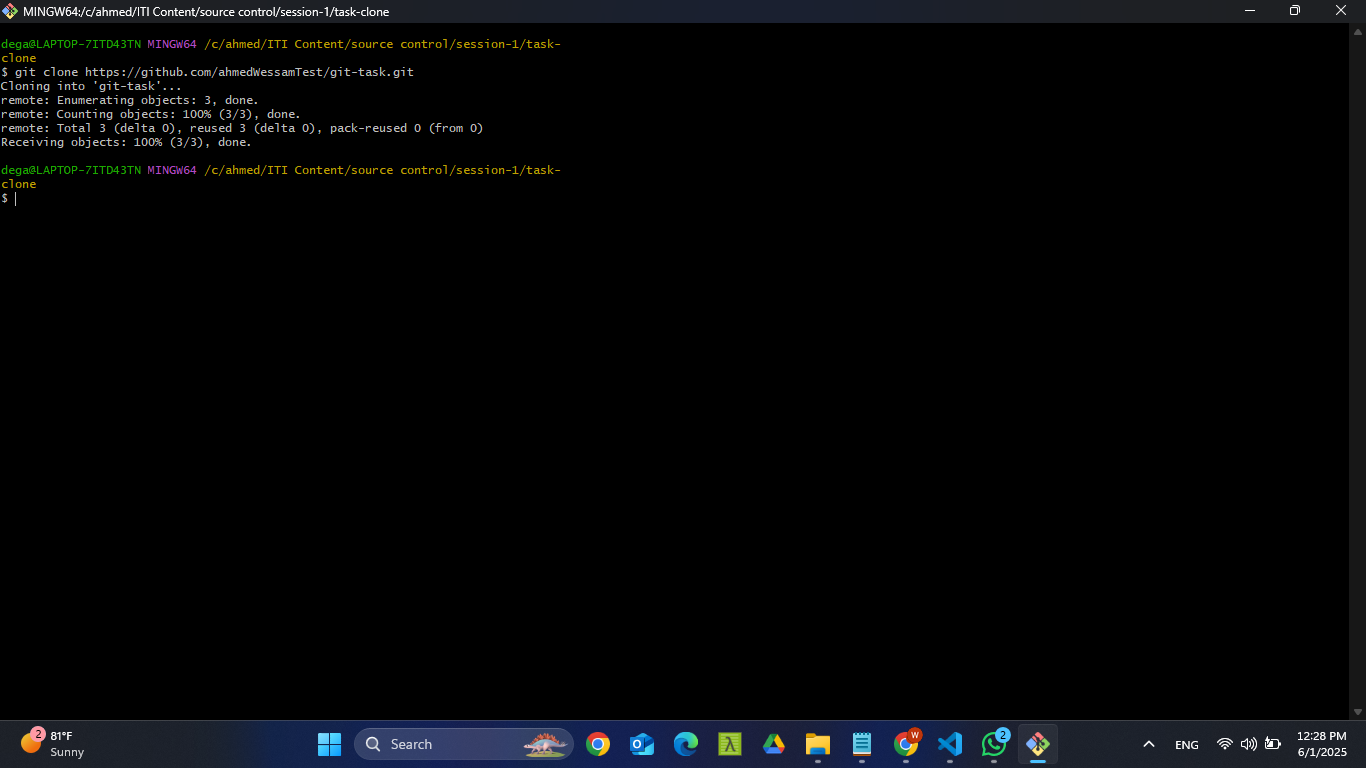 MINGW64:/c/ahmed/ITI Content/source control/session-1/task-clone
dega@LAPTOP-7ITD43TN MINGW64 /c/ahmed/ITI Content/source control/session-1/task-
clone
$ git clone https://github.com/ahmedWessamTest/git-task.git
Cloning into 'git-task'...
remote: Enumerating objects: 3, done.
remote: Counting objects: 100% (3/3), done.
remote: Total 3 (delta 0), reused 3 (delta 0), pack-reused 0 (from 0)
Receiving objects: 100% (3/3), done.
dega@LAPTOP-7ITD43TN MINGW64 /c/ahmed/ITI Content/source control/session-1/task-
clone
$
2
81°F
Sunny
Search
W
2
ENG
12:28 PM
6/1/2025